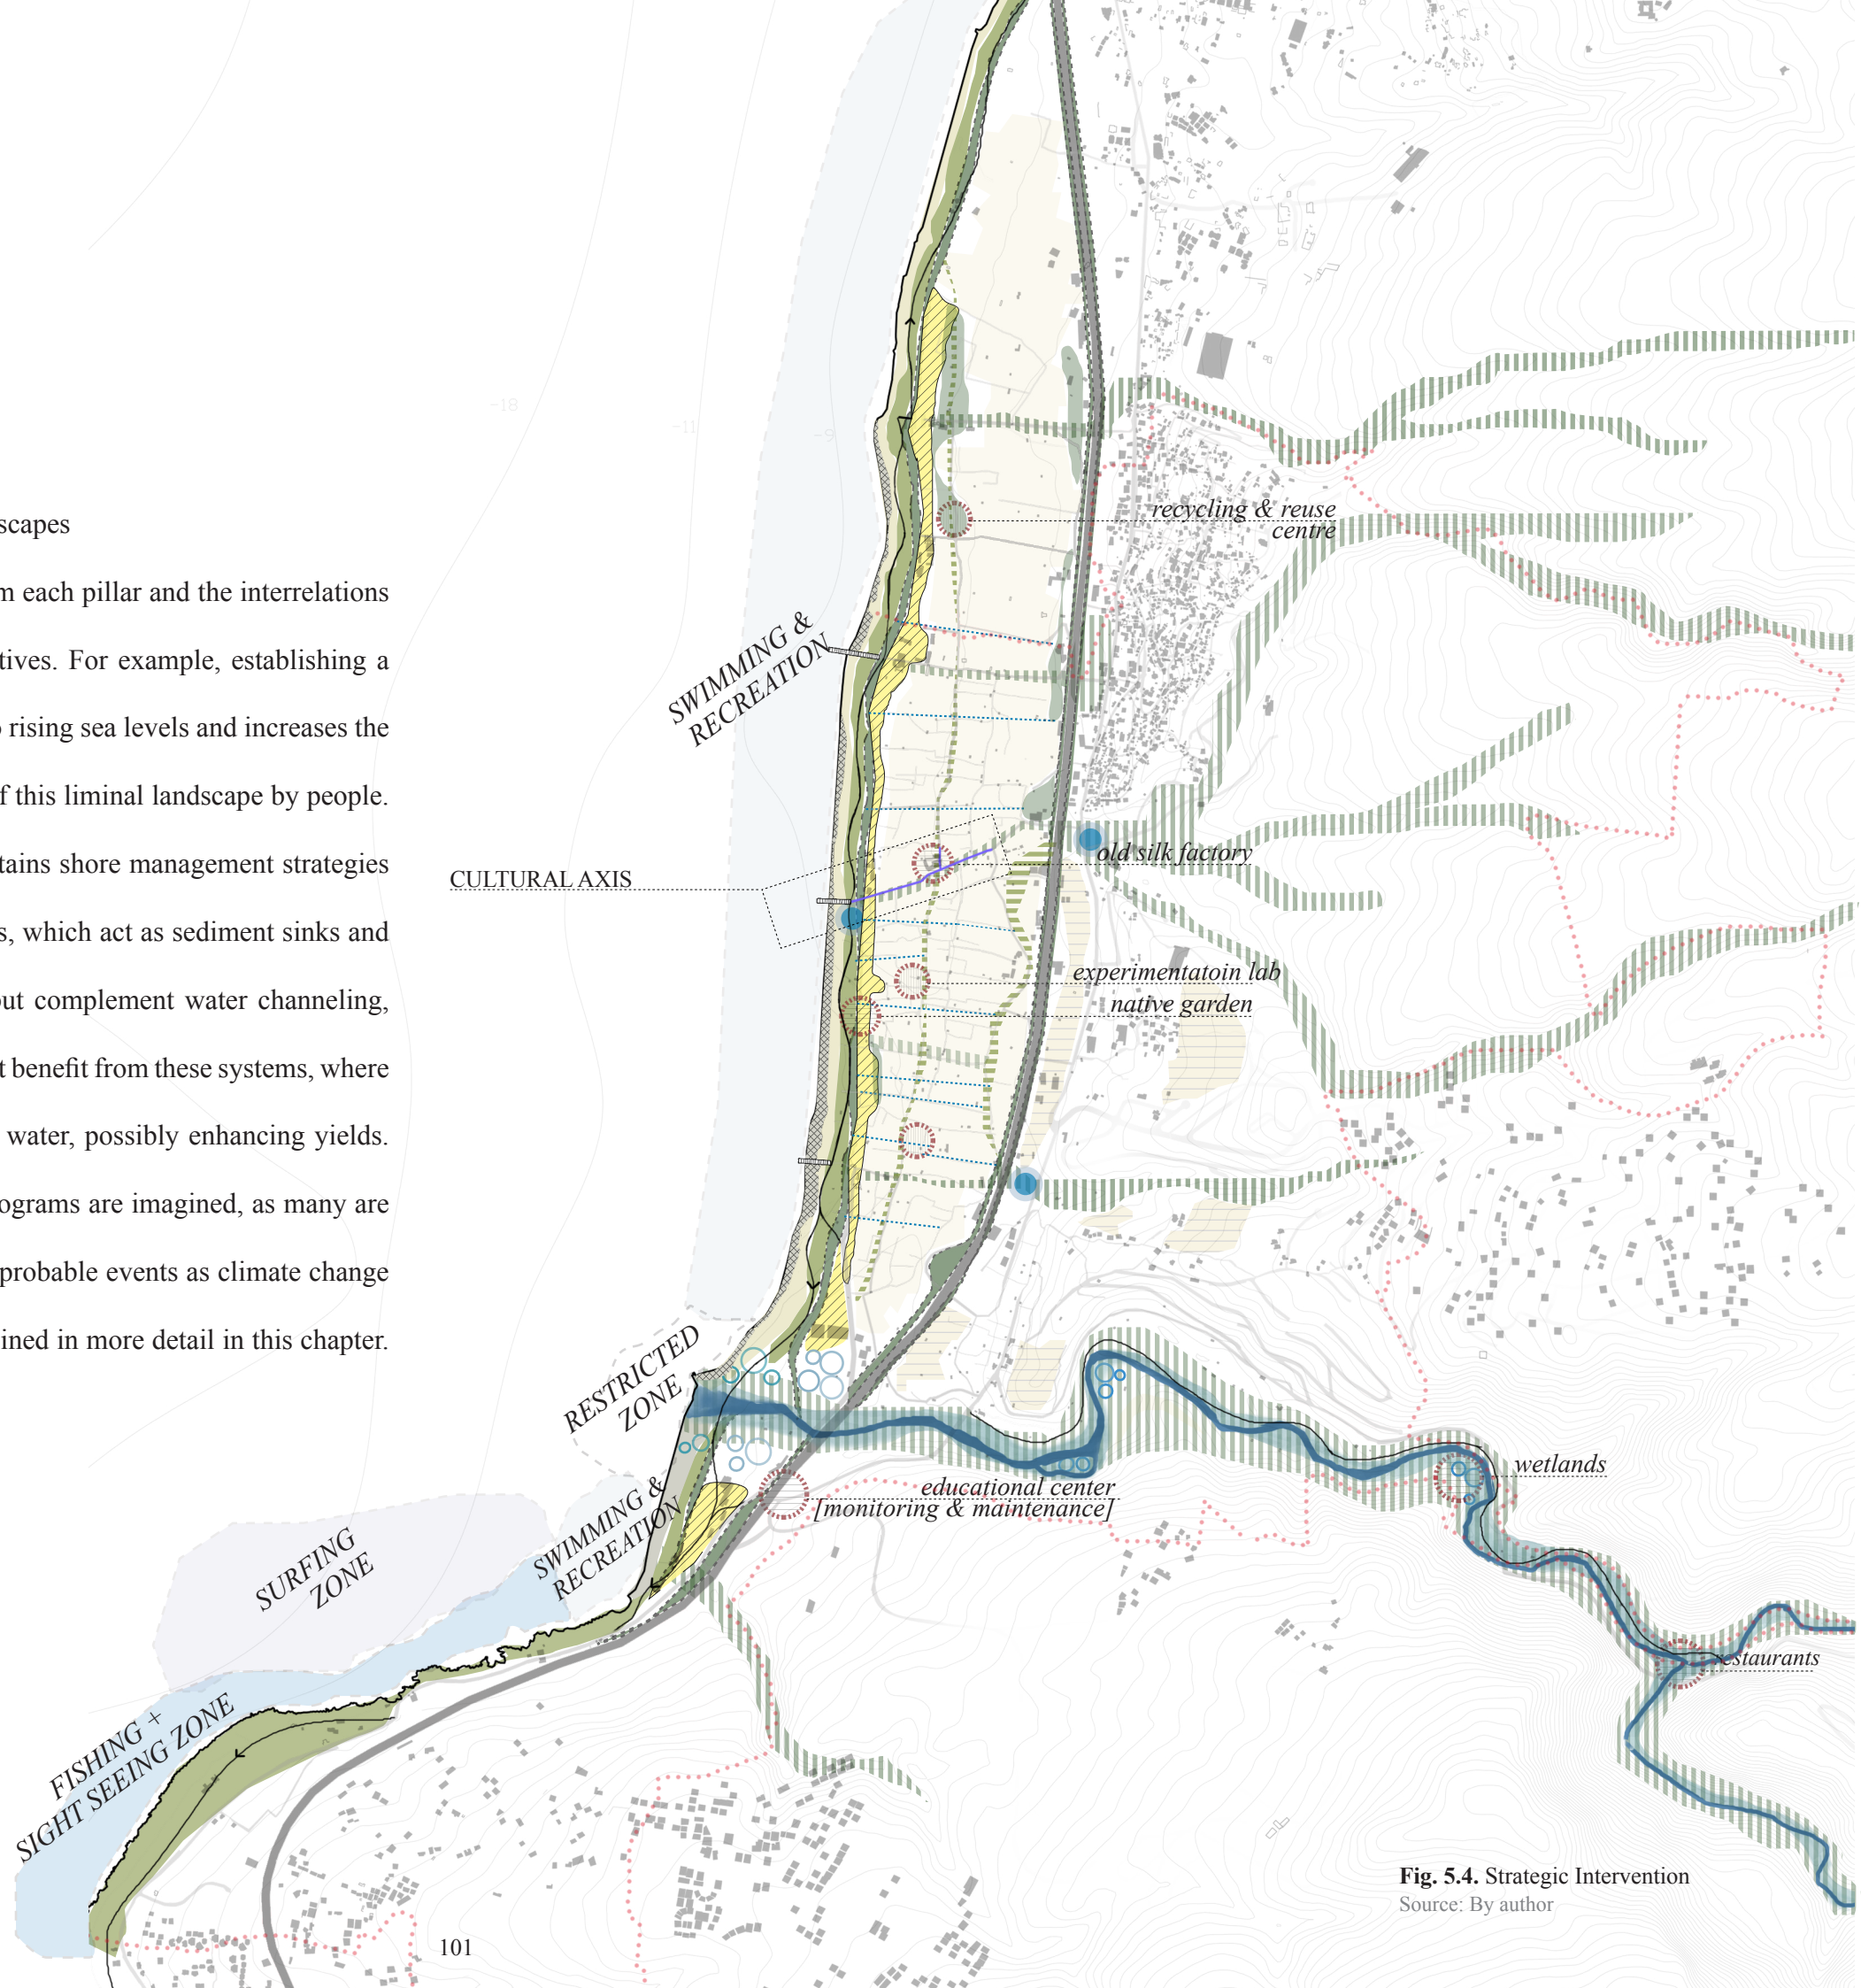 scapes
m each pillar and the interrelations
tives. For example, establishing a
o rising sea levels and increases the
f this liminal landscape by people.
tains shore management strategies
s, which act as sediment sinks and
out complement water channeling,
t benefit from these systems, where
water, possibly enhancing yields.
ograms are imagined, as many are
probable events as climate change
ined in more detail in this chapter.
-18
-11
-9
recycling & reuse
centre
SWIMMING &
RECREATION
CULTURAL AXIS
old silk factory
experimentatoin lab
native garden
RESTRICTED
ZONE
wetlands
educational center
[monitoring & maintenance]
SWIMMING &
RECREATION
SURFING
ZONE
restaurants
FISHING +
SIGHT SEEING ZONE
Fig. 5.4. Strategic Intervention
Source: By author
101